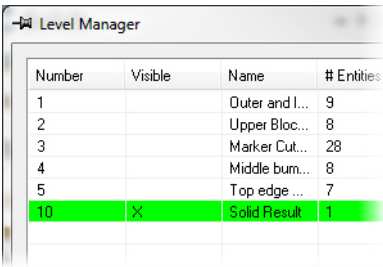 Level Manager
Number Visible Name # Entities
1 Outer and I... 9
2 Upper Bloc... 8
3 Marker Cut... 28
4 Middle bum... 8
5 Top edge ... 7
10 X Solid Result 1